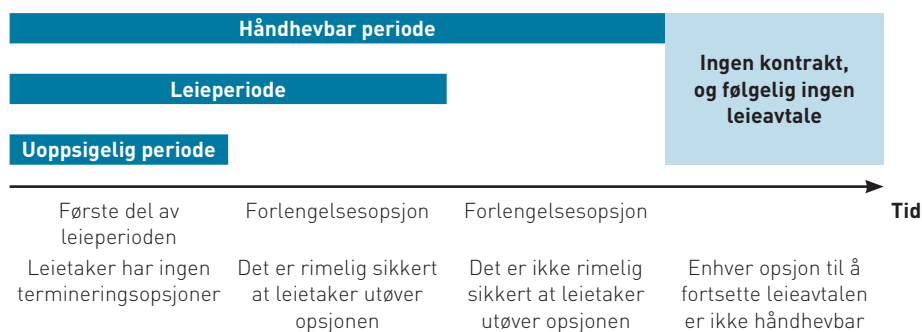 Håndhevbar periode
Ingen kontrakt,
og følgelig ingen
leieavtale
Leieperiode
Uoppsigelig periode
Tid
Første del av
leieperioden
Forlengelsesopsjon
Forlengelsesopsjon
Leietaker har ingen
termineringsopsjoner
Det er rimelig sikkert
at leietaker utøver
opsjonen
Det er ikke rimelig
sikkert at leietaker
utøver opsjonen
Enhver opsjon til å
fortsette leieavtalen
er ikke håndhevbar